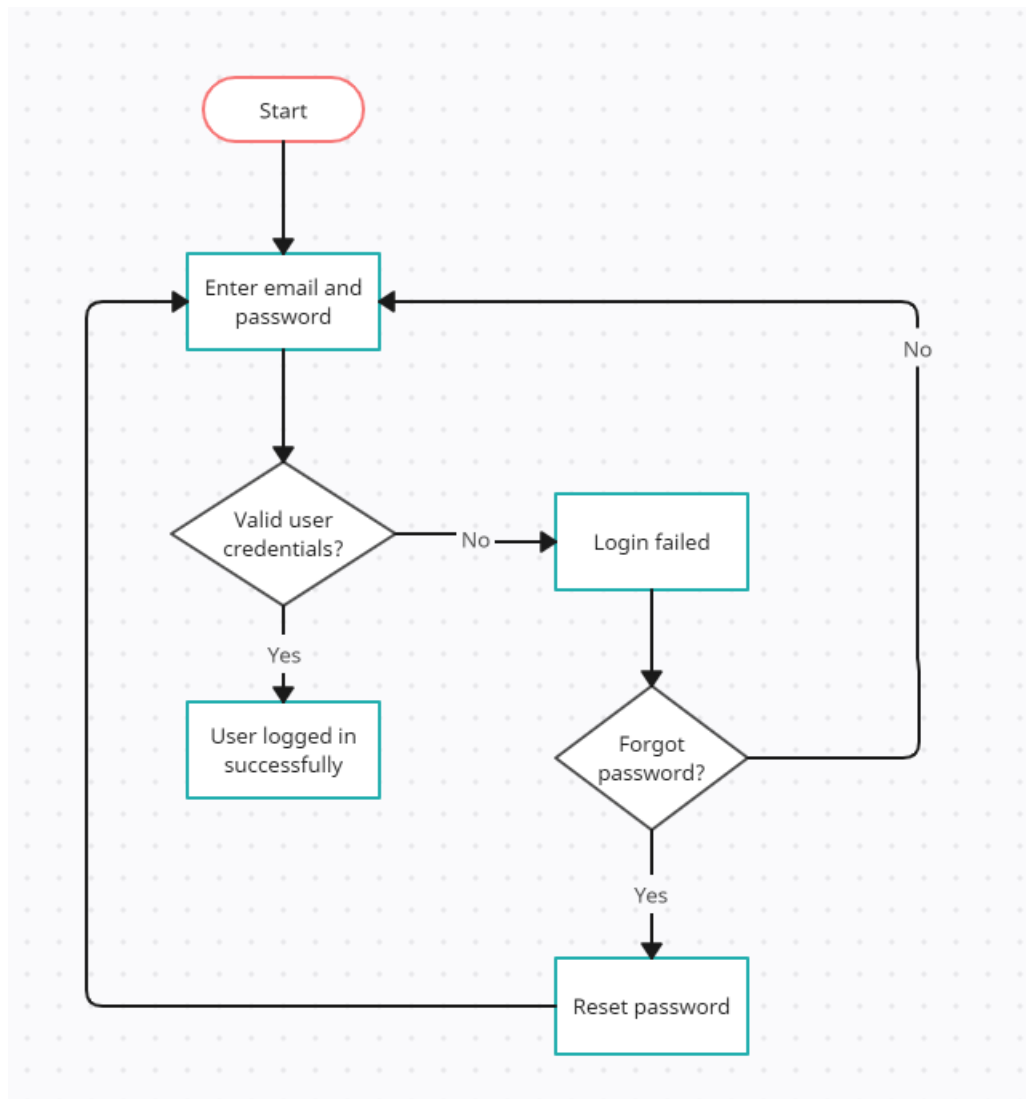 Start
Enter email and
password
No
Valid user
credentials?
No
Login failed
Yes
User logged in
successfully
Forgot
password?
Yes
Reset password